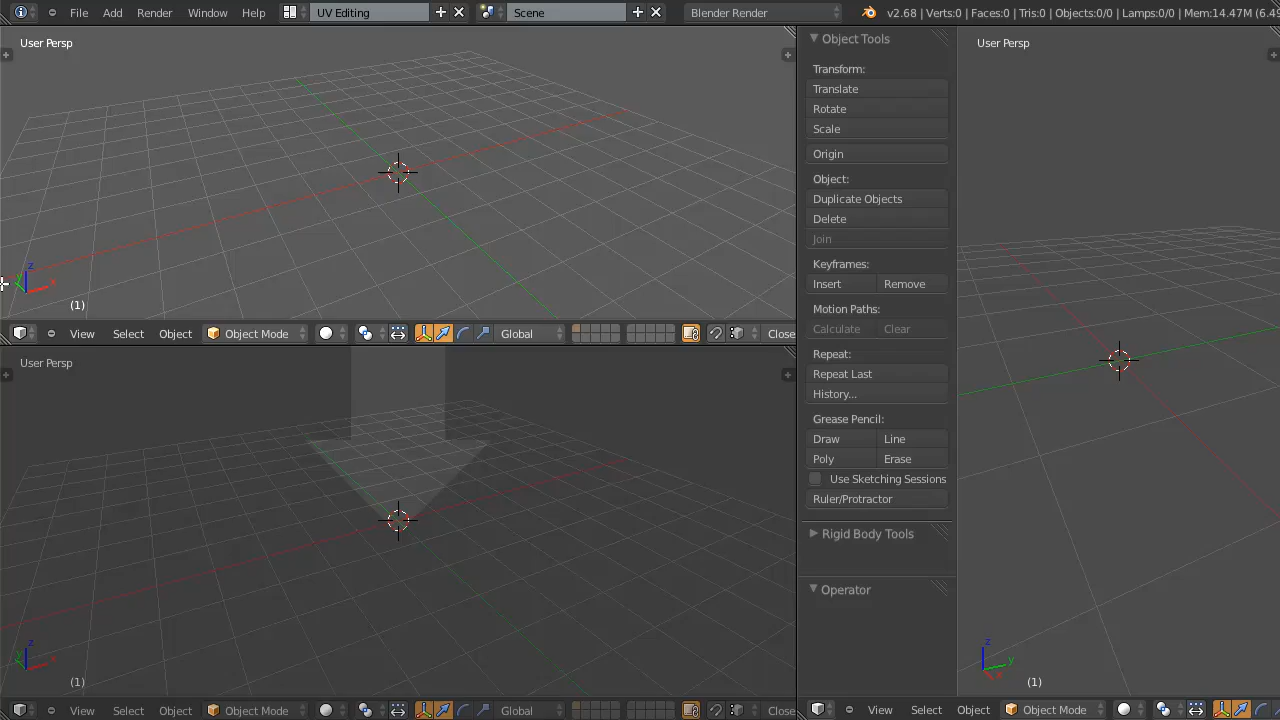 File Add Render Window Help UV Editing Scene Blender Render v2.68 | Verts:0 | Faces:0 | Tris:0 | Objects:0/0 | Lamps:0/0 | Mem:14.47M (6.49
User Persp
z
y
x
(1)
View Select Object Object Mode Global Close
User Persp
z
y
x
(1)
View Select Object Object Mode Global Close
Object Tools
Transform:
Translate
Rotate
Scale
Origin
Object:
Duplicate Objects
Delete
Join
Keyframes:
Insert Remove
Motion Paths:
Calculate Clear
Repeat:
Repeat Last
History...
Grease Pencil:
Draw Line
Poly Erase
Use Sketching Sessions
Ruler/Protractor
Rigid Body Tools
Operator
User Persp
z
y
x
(1)
View Select Object Object Mode